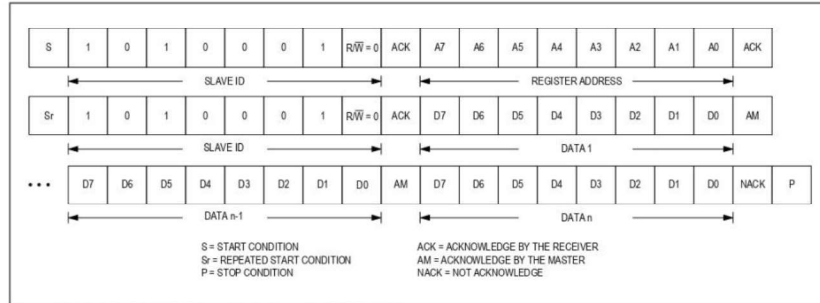 S 1 0 1 0 0 0 1 R/W̅ = 0 ACK A7 A6 A5 A4 A3 A2 A1 A0 ACK
SLAVE ID REGISTER ADDRESS
Sr 1 0 1 0 0 0 1 R/W̅ = 0 ACK D7 D6 D5 D4 D3 D2 D1 D0 AM
SLAVE ID DATA 1
• • • D7 D6 D5 D4 D3 D2 D1 D0 AM D7 D6 D5 D4 D3 D2 D1 D0 NACK P
DATA n-1 DATA n
S = START CONDITION ACK = ACKNOWLEDGE BY THE RECEIVER
Sr = REPEATED START CONDITION AM = ACKNOWLEDGE BY THE MASTER
P = STOP CONDITION NACK = NOT ACKNOWLEDGE